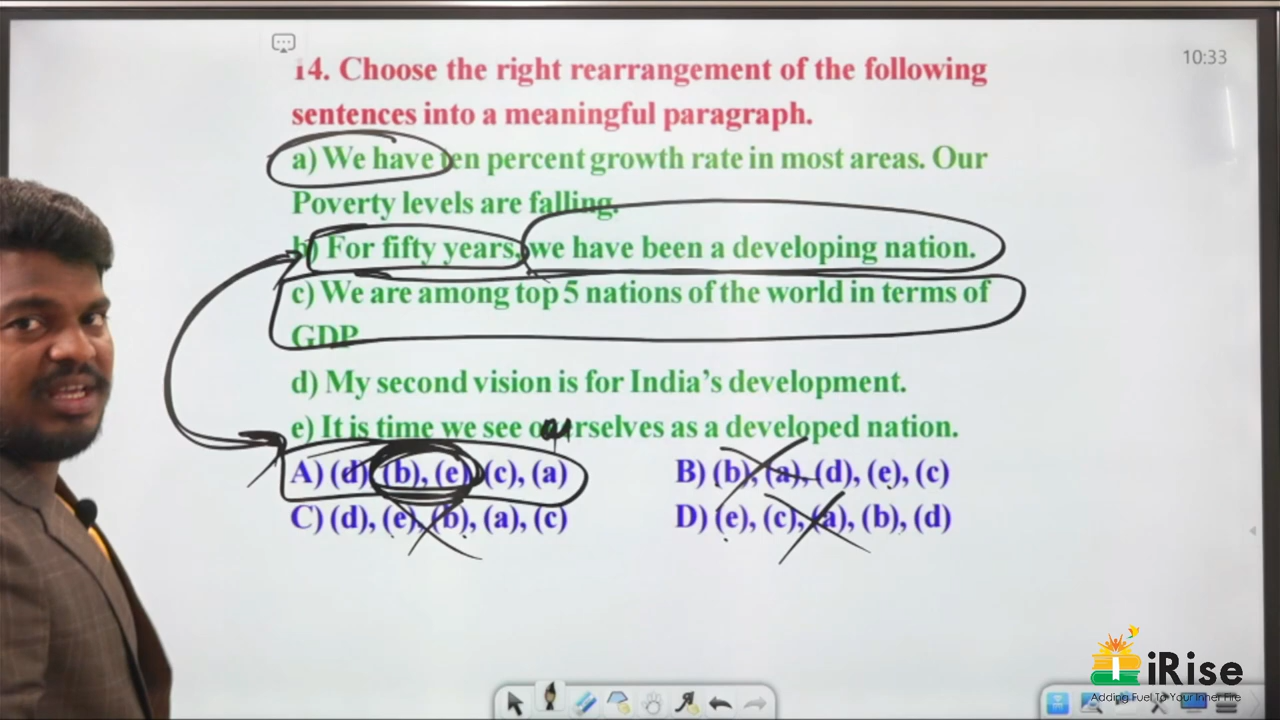 10:33
14. Choose the right rearrangement of the following
sentences into a meaningful paragraph.
a) We have ten percent growth rate in most areas. Our
Poverty levels are falling.
b) For fifty years, we have been a developing nation.
c) We are among top 5 nations of the world in terms of
GDP
d) My second vision is for India's development.
e) It is time we see ourselves as a developed nation.
A) (d), (b), (e), (c), (a)
B) (b), (a), (d), (e), (c)
C) (d), (e), (b), (a), (c)
D) (e), (c), (a), (b), (d)
iRise
Adding Fuel To Your Inner Fire